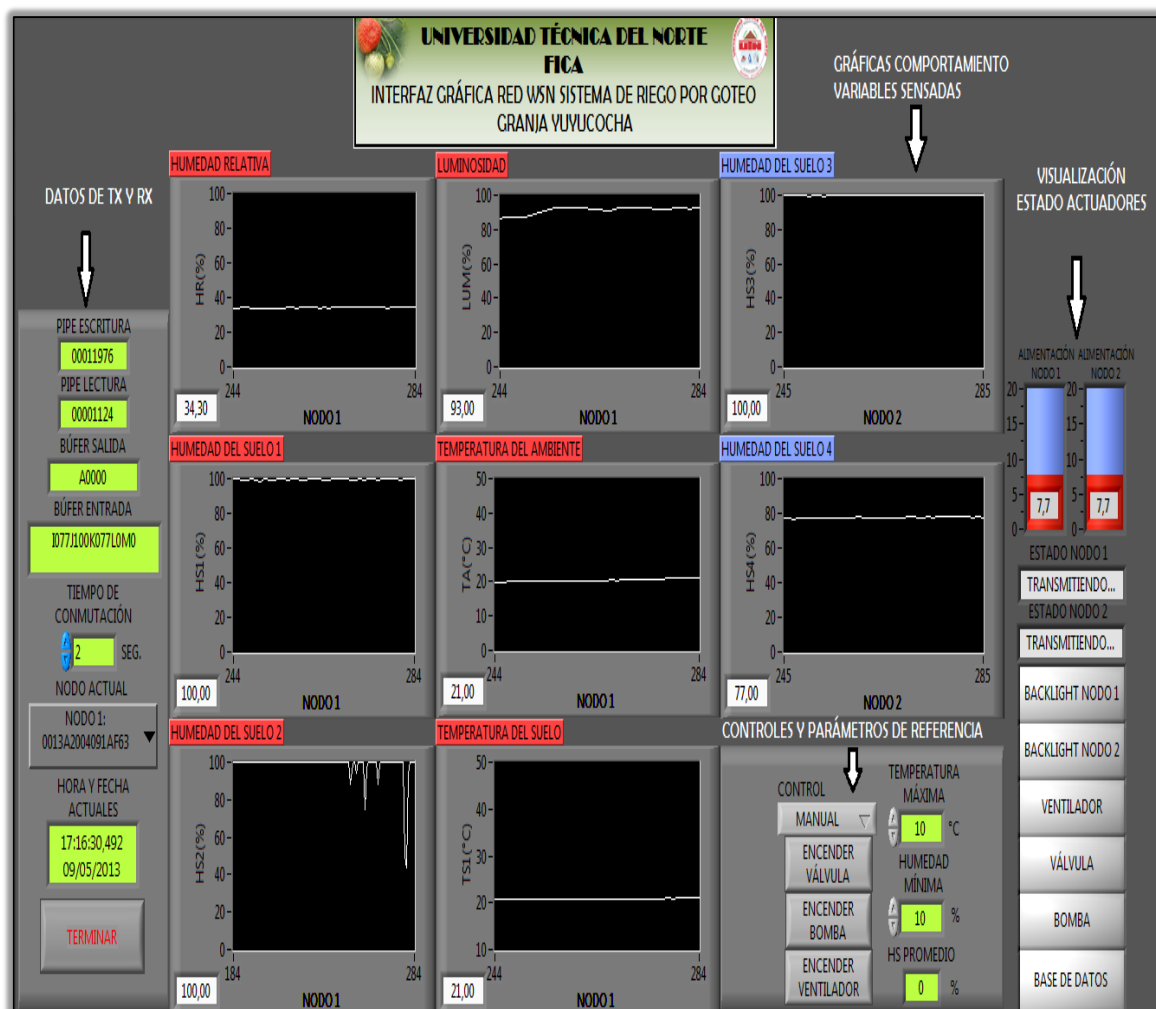 UNIVERSIDAD TÉCNICA DEL NORTE
FICA
INTERFAZ GRÁFICA RED WSN SISTEMA DE RIEGO POR GOTEO
GRANJA YUYUCOCHA
GRÁFICAS COMPORTAMIENTO
VARIABLES SENSADAS
DATOS DE TX Y RX
VISUALIZACIÓN
ESTADO ACTUADORES
PIPE ESCRITURA
00011976
PIPE LECTURA
00001124
BÚFER SALIDA
A0000
BÚFER ENTRADA
I077J100K077L0M0
TIEMPO DE
CONMUTACIÓN
2 SEG.
NODO ACTUAL
NODO 1:
0013A2004091AF63
HORA Y FECHA
ACTUALES
17:16:30,492
09/05/2013
TERMINAR
HUMEDAD RELATIVA
HR(%)
100
80
60
40
20
0
244 284
34,30
NODO 1
LUMINOSIDAD
LUM(%)
100
80
60
40
20
0
244 284
93,00
NODO 1
HUMEDAD DEL SUELO 3
HS3(%)
100
80
60
40
20
0
245 285
100,00
NODO 2
HUMEDAD DEL SUELO 1
HS1(%)
100
80
60
40
20
0
244 284
100,00
NODO 1
TEMPERATURA DEL AMBIENTE
TA(°C)
50
40
30
20
10
0
244 284
21,00
NODO 1
HUMEDAD DEL SUELO 4
HS4(%)
100
80
60
40
20
0
245 284
77,00
NODO 2
HUMEDAD DEL SUELO 2
HS2(%)
100
80
60
40
20
0
184 284
100,00
NODO 1
TEMPERATURA DEL SUELO
TS1(°C)
50
40
30
20
10
244 284
21,00
NODO 1
CONTROLES Y PARÁMETROS DE REFERENCIA
CONTROL
MANUAL
ENCENDER
VÁLVULA
ENCENDER
BOMBA
ENCENDER
VENTILADOR
TEMPERATURA
MÁXIMA
10 °C
HUMEDAD
MÍNIMA
10 %
HS PROMEDIO
0 %
ALIMENTACIÓN
NODO 1
20
15
10
5
0
7,7
ALIMENTACIÓN
NODO 2
20
15
10
5
0
7,7
ESTADO NODO 1
TRANSMITIENDO...
ESTADO NODO 2
TRANSMITIENDO...
BACKLIGHT NODO 1
BACKLIGHT NODO 2
VENTILADOR
VÁLVULA
BOMBA
BASE DE DATOS